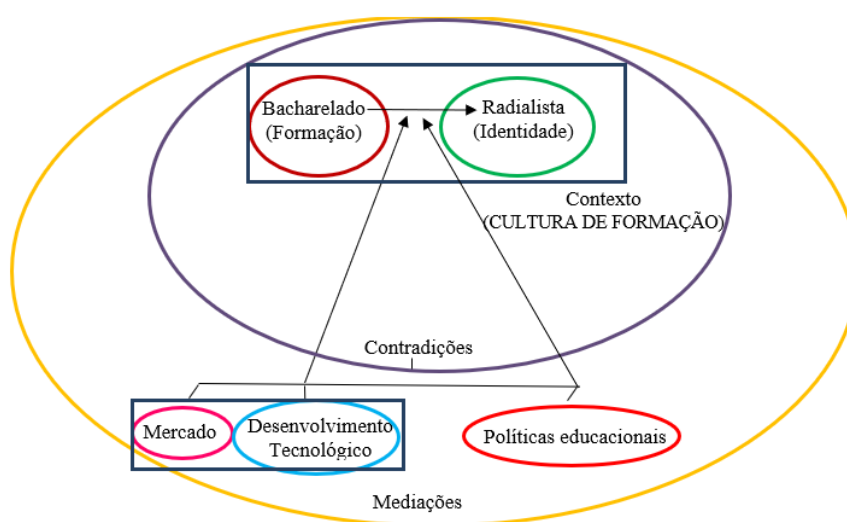 Bacharelado
(Formação)
Radialista
(Identidade)
Contexto
(CULTURA DE FORMAÇÃO)
Contradições
Mercado
Desenvolvimento
Tecnológico
Políticas educacionais
Mediações